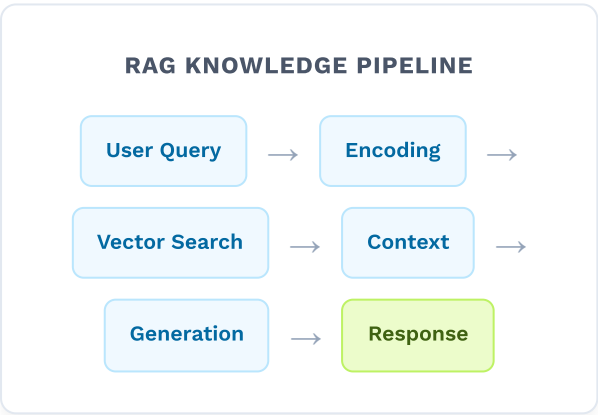 RAG KNOWLEDGE PIPELINE
User Query → Encoding →
Vector Search → Context →
Generation → Response